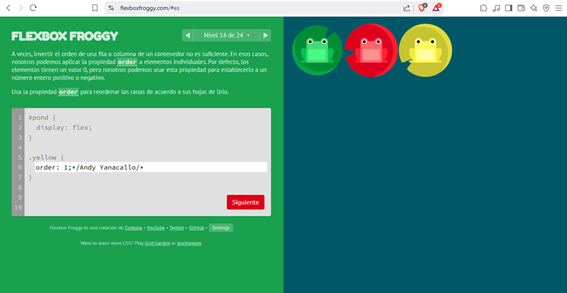 flexboxfroggy.com/#es
FLEXBOX FROGGY
Nivel 14 de 24
A veces, invertir el orden de una fila o columna de un contenedor no es suficiente. En esos casos,
nosotros podemos aplicar la propiedad order a elementos individuales. Por defecto, los
elementos tienen un valor 0, pero nosotros podemos usar esta propiedad para establecerlo a un
número entero positivo o negativo.
Usa la propiedad order para reordenar las ranas de acuerdo a sus hojas de lirio.
1 #pond {
2 display: flex;
3 }
4
5 .yellow {
6 order: 1;*/Andy Yanacallo/*
7 }
8
9
10
Siguiente
Flexbox Froggy es una creación de Codepip • YouTube • Twitter • GitHub • Settings
Want to learn more CSS? Play Grid Garden or Anchoreum.